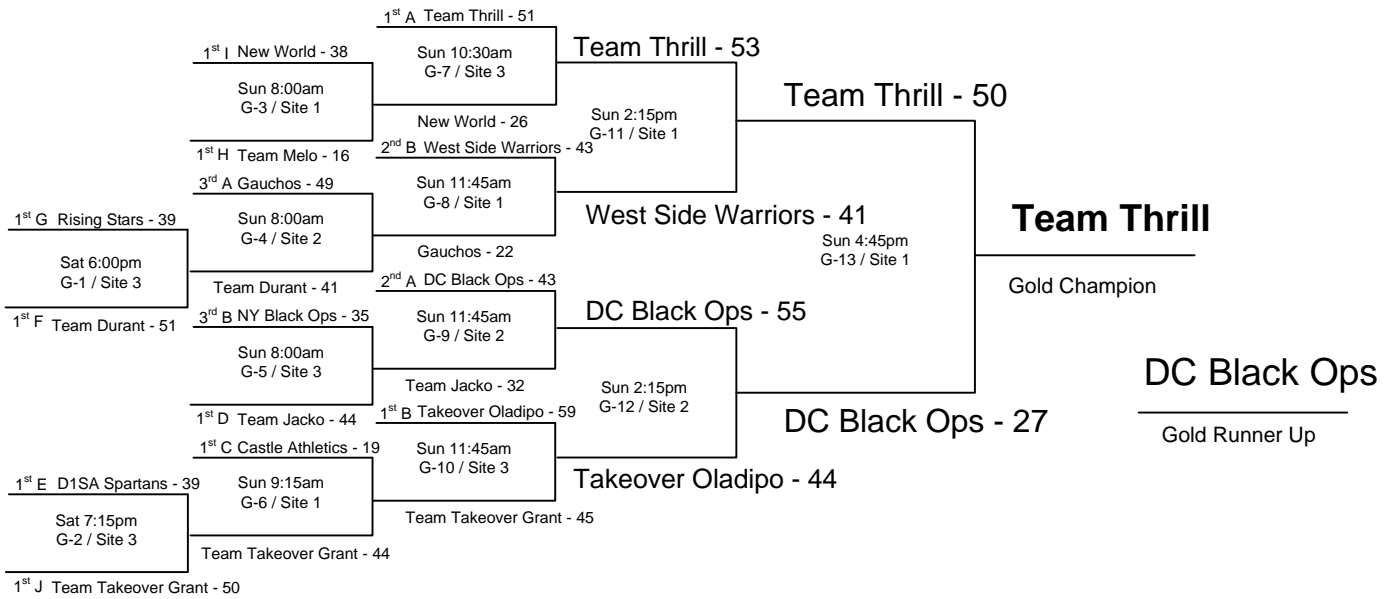 1st A Team Thrill - 51
1st I New World - 38
Sun 10:30am
G-7 / Site 3
Team Thrill - 53
Sun 8:00am
G-3 / Site 1
Team Thrill - 50
New World - 26
Sun 2:15pm
G-11 / Site 1
1st H Team Melo - 16
2nd B West Side Warriors - 43
3rd A Gauchos - 49
Sun 11:45am
G-8 / Site 1
1st G Rising Stars - 39
Sun 8:00am
G-4 / Site 2
West Side Warriors - 41
Team Thrill
Sun 4:45pm
G-13 / Site 1
Gauchos - 22
Sat 6:00pm
G-1 / Site 3
Gold Champion
Team Durant - 41
2nd A DC Black Ops - 43
1st F Team Durant - 51
3rd B NY Black Ops - 35
Sun 11:45am
G-9 / Site 2
DC Black Ops - 55
Sun 8:00am
G-5 / Site 3
DC Black Ops
Team Jacko - 32
Sun 2:15pm
G-12 / Site 2
1st D Team Jacko - 44
1st B Takeover Oladipo - 59
DC Black Ops - 27
Gold Runner Up
1st C Castle Athletics - 19
Sun 11:45am
G-10 / Site 3
1st E D1SA Spartans - 39
Sun 9:15am
G-6 / Site 1
Takeover Oladipo - 44
Team Takeover Grant - 45
Sat 7:15pm
G-2 / Site 3
Team Takeover Grant - 44
1st J Team Takeover Grant - 50